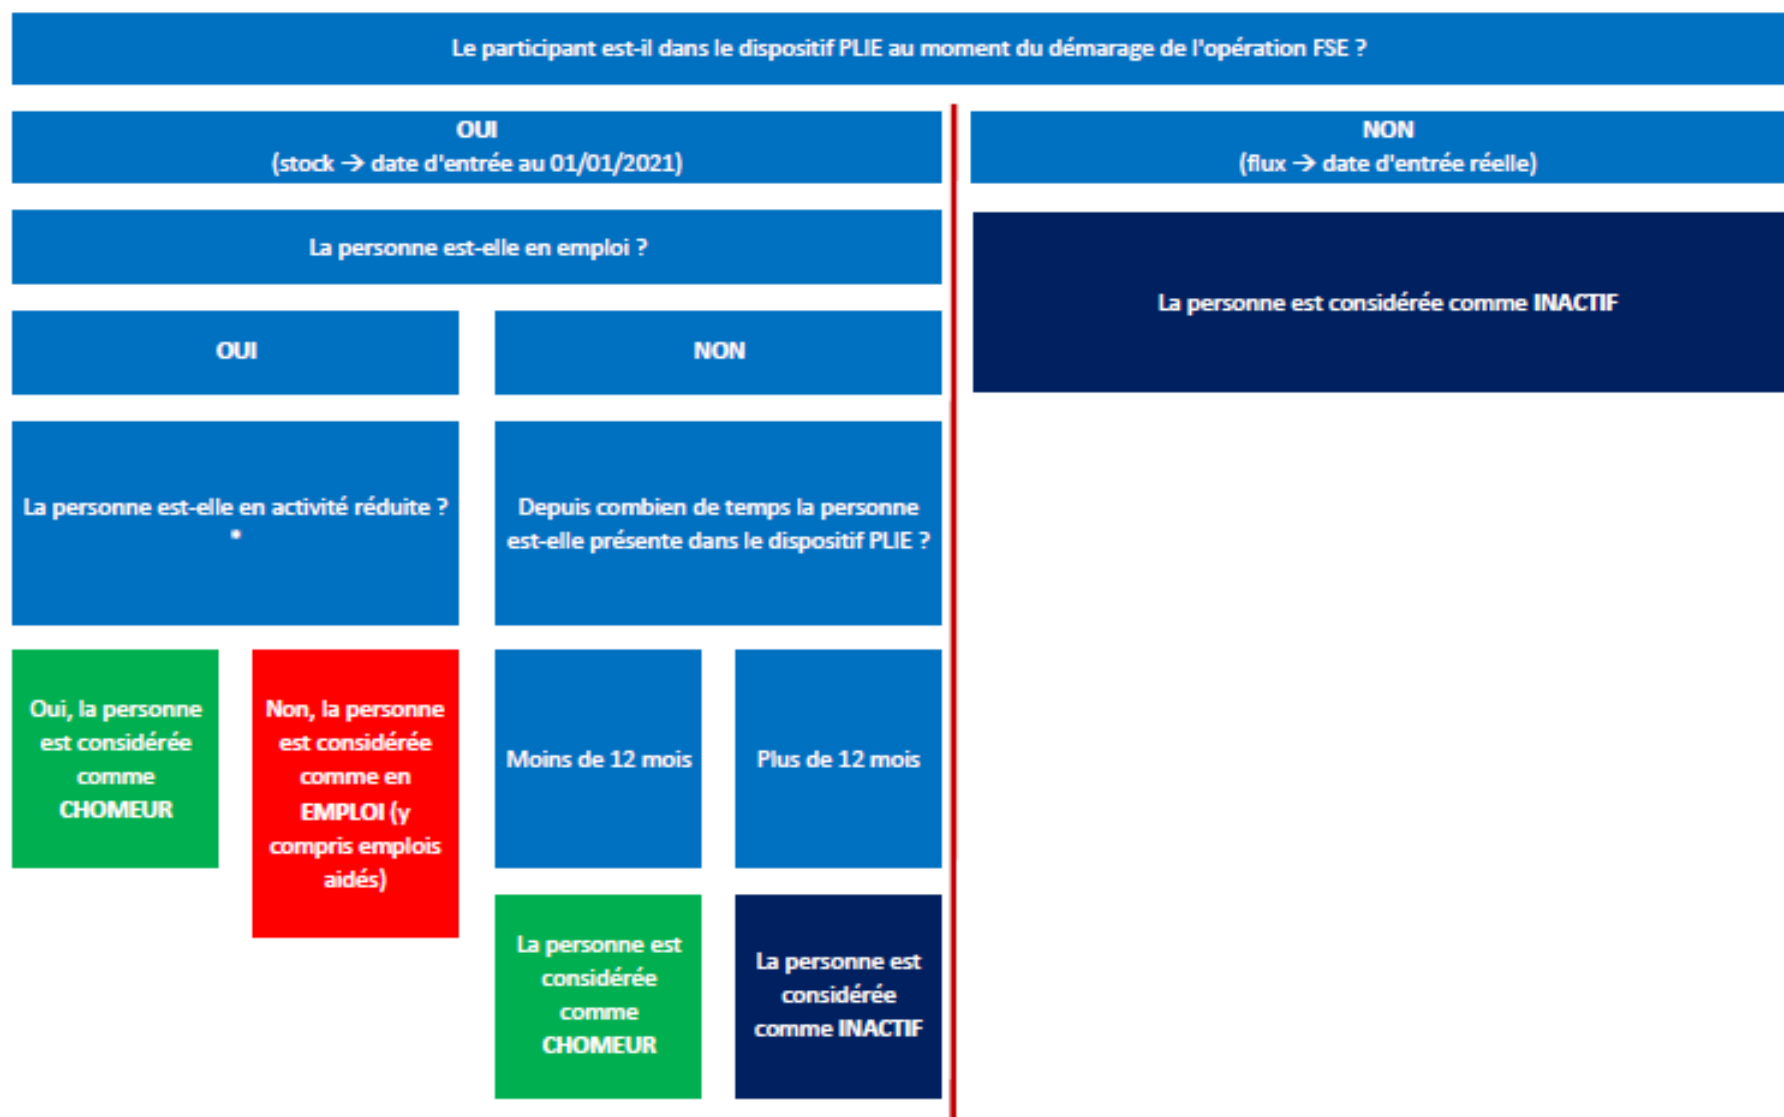 Le participant est-il dans le dispositif PLIE au moment du démarage de l'opération FSE ?
OUI
(stock → date d'entrée au 01/01/2021)
NON
(flux → date d'entrée réelle)
La personne est-elle en emploi ?
La personne est considérée comme INACTIF
OUI
NON
La personne est-elle en activité réduite ?
*
Depuis combien de temps la personne
est-elle présente dans le dispositif PLIE ?
Oui, la personne
est considérée
comme
CHOMEUR
Non, la personne
est considérée
comme en
EMPLOI (y
compris emplois
aidés)
Moins de 12 mois
Plus de 12 mois
La personne est
considérée
comme
CHOMEUR
La personne est
considérée
comme INACTIF